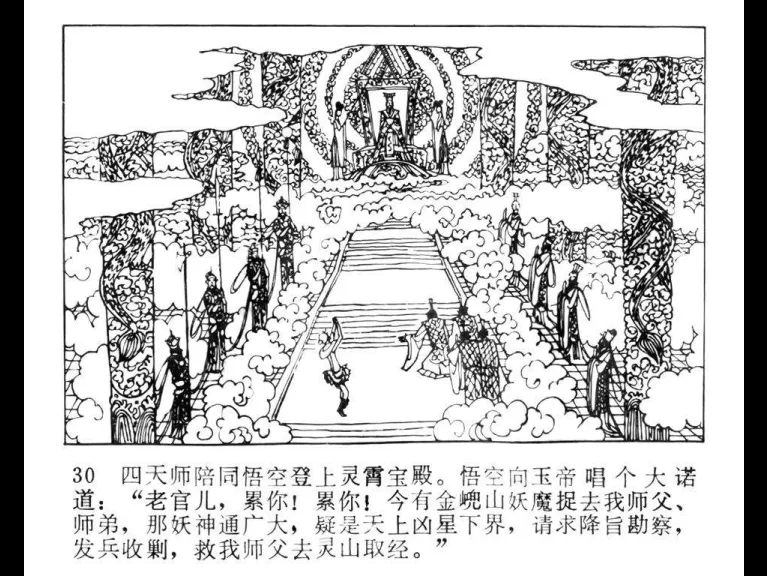 30 四天师陪同悟空登上灵霄宝殿。悟空向玉帝唱个大诺
道：“老官儿，累你！累你！今有金𠒇山妖魔捉去我师父、
师弟，那妖神通广大，疑是天上凶星下界，请求降旨勘察，
发兵收剿，救我师父去灵山取经。”